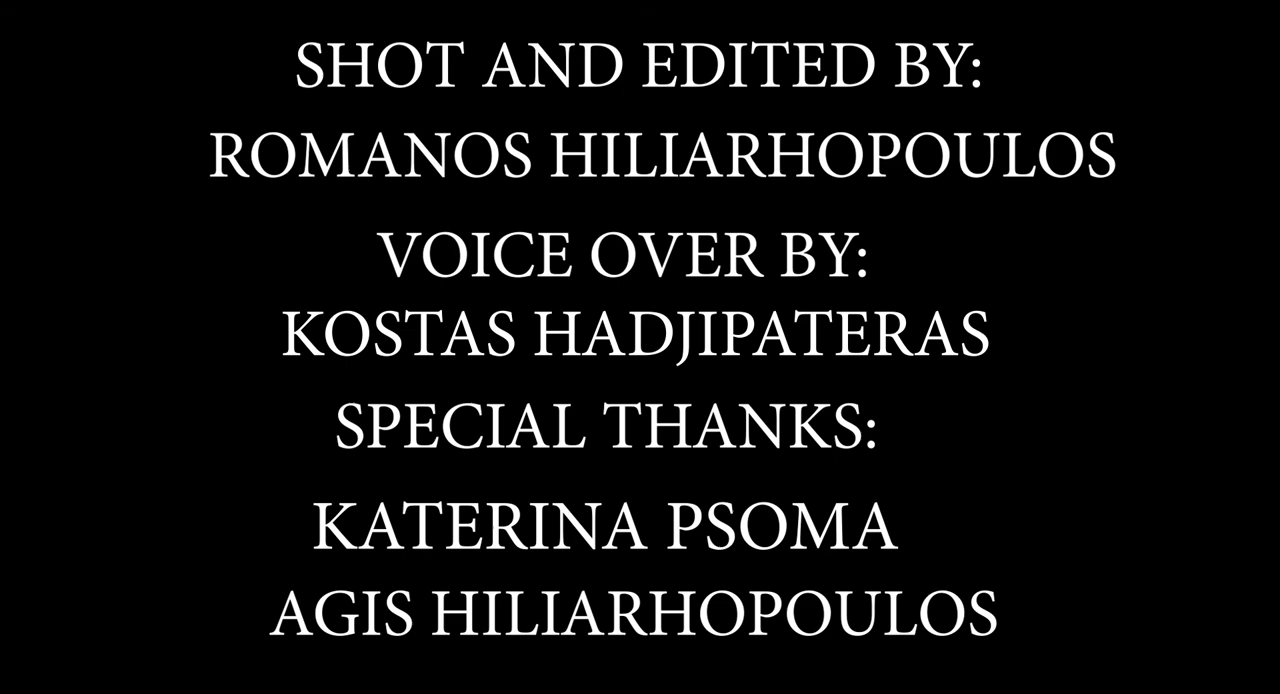 SHOT AND EDITED BY:
ROMANOS HILIARHOPOULOS
VOICE OVER BY:
KOSTAS HADJIPATERAS
SPECIAL THANKS:
KATERINA PSOMA
AGIS HILIARHOPOULOS